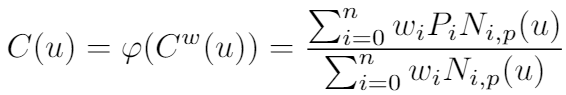 C(u) = φ(C^w(u)) = \frac{\sum_{i=0}^{n} w_i P_i N_{i,p}(u)}{\sum_{i=0}^{n} w_i N_{i,p}(u)}